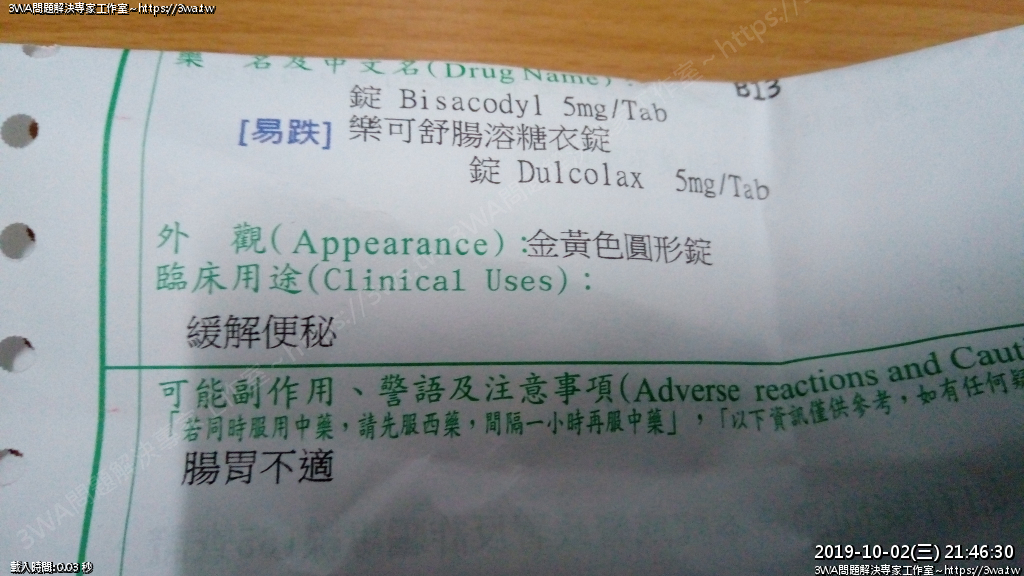 3WA問題解決專家工作室~https://3wa.tw
藥 名及中文名(Drug Name) :
B13
錠 Bisacodyl 5mg/Tab
[易跌] 樂可舒腸溶糖衣錠
錠 Dulcolax 5mg/Tab
外 觀(Appearance) :金黃色圓形錠
臨床用途(Clinical Uses) :
緩解便秘
可能副作用、警語及注意事項(Adverse reactions and Cauti
「若同時服用中藥,請先服西藥,間隔一小時再服中藥」,「以下資訊僅供參考,如有任何疑
腸胃不適
2019-10-02(三) 21:46:30
載入時間:0.03 秒
3WA問題解決專家工作室~https://3wa.tw